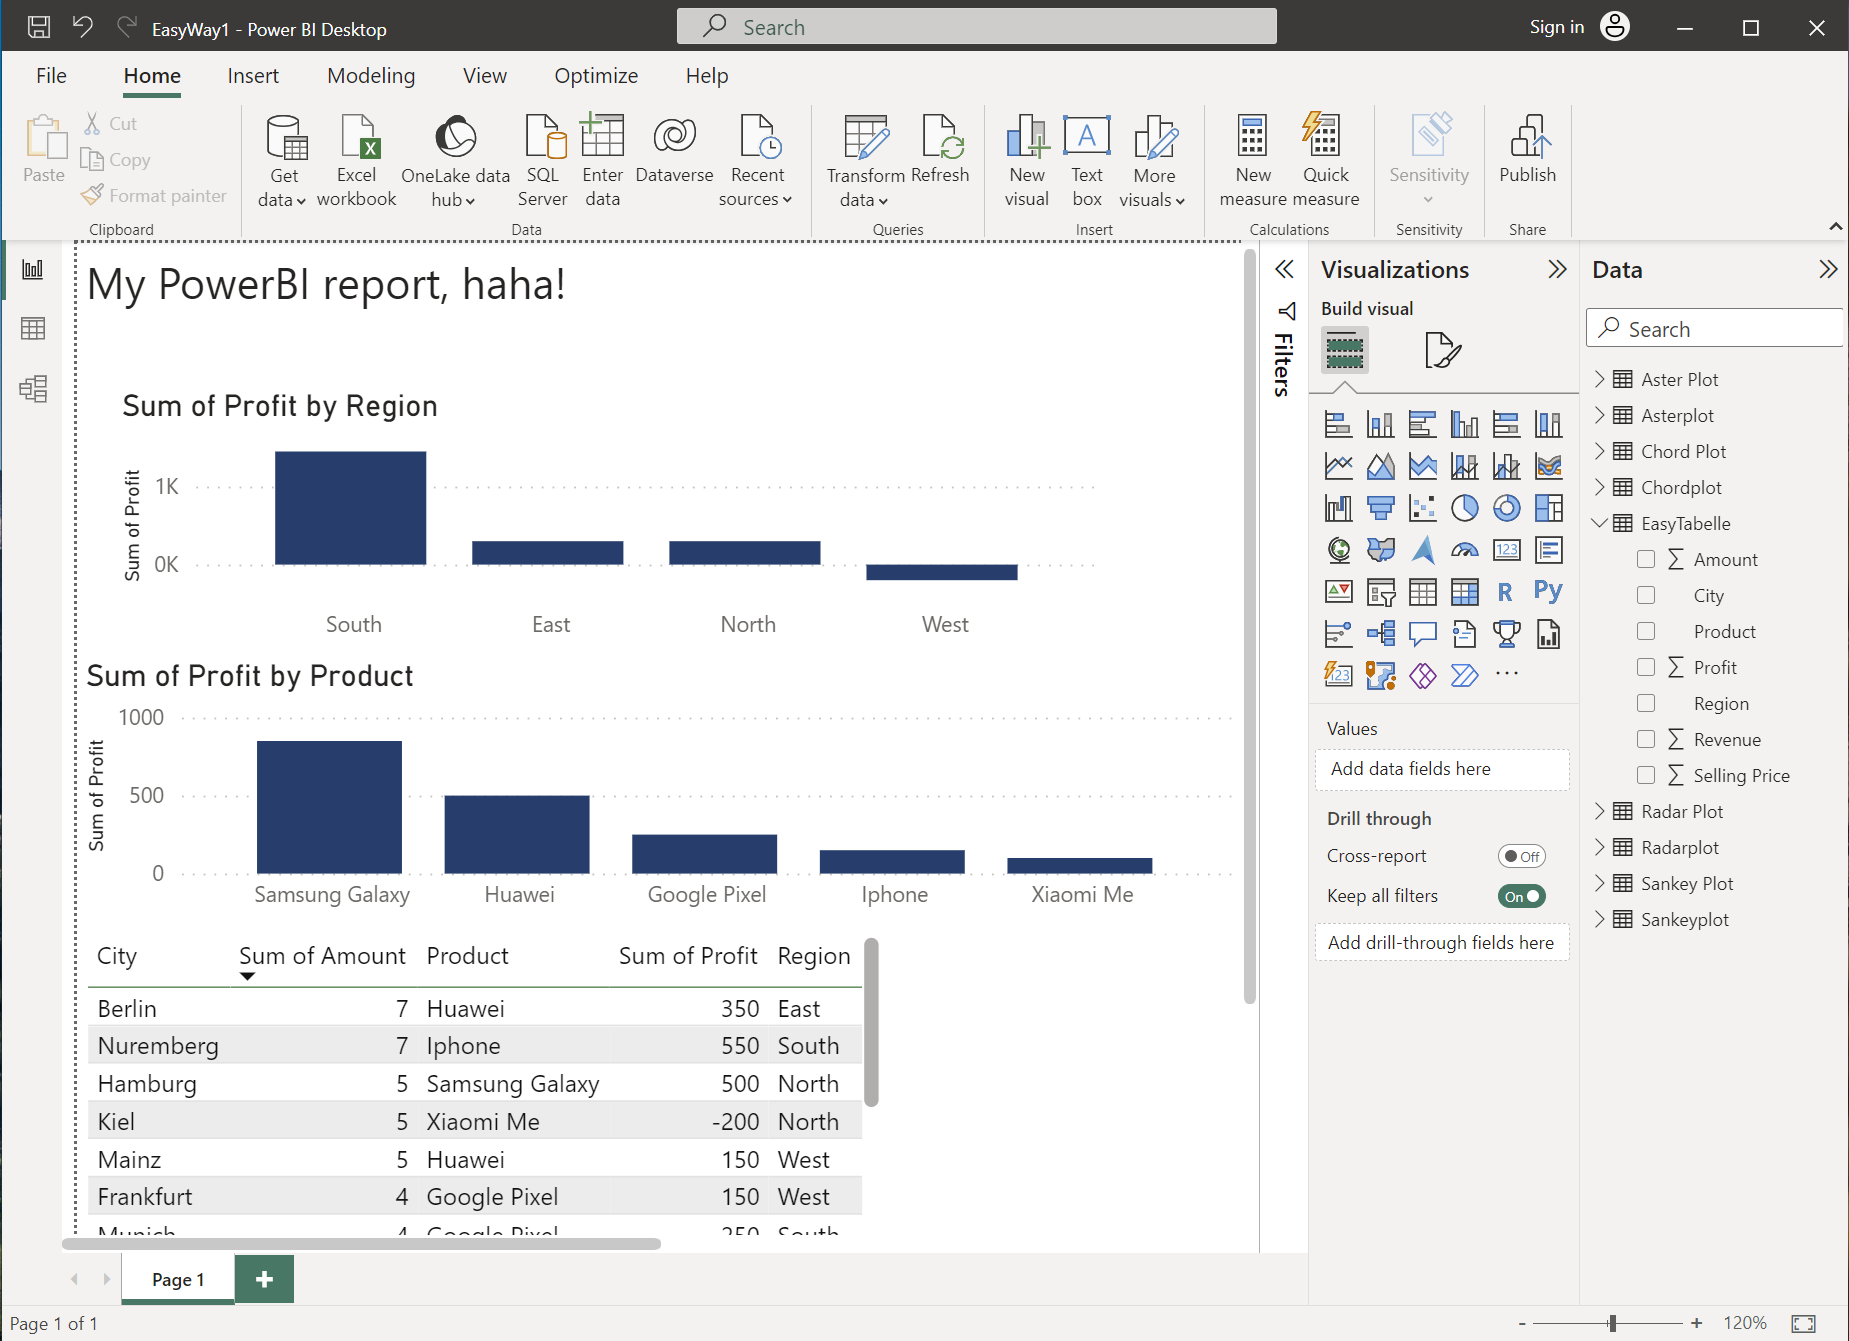 EasyWay1 - Power BI Desktop
Search
Sign in
File Home Insert Modeling View Optimize Help
Paste
Cut
Copy
Format painter
Clipboard
Get data
Excel workbook
OneLake data hub
SQL Server
Enter data
Dataverse
Recent sources
Data
Transform data
Refresh
Queries
New visual
A
Text box
More visuals
Insert
New measure
Quick measure
Calculations
Sensitivity
Sensitivity
Publish
Share
My PowerBI report, haha!
Sum of Profit by Region
Sum of Profit
1K
0K
South East North West
Sum of Profit by Product
Sum of Profit
1000
500
0
Samsung Galaxy Huawei Google Pixel Iphone Xiaomi Me
City Sum of Amount Product Sum of Profit Region
Berlin 7 Huawei 350 East
Nuremberg 7 Iphone 550 South
Hamburg 5 Samsung Galaxy 500 North
Kiel 5 Xiaomi Me -200 North
Mainz 5 Huawei 150 West
Frankfurt 4 Google Pixel 150 West
Munich 4 Google Pixel 250 South
Filters
Visualizations
Build visual
123
R Py
123
...
Values
Add data fields here
Drill through
Cross-report Off
Keep all filters On
Add drill-through fields here
Data
Search
Aster Plot
Asterplot
Chord Plot
Chordplot
EasyTabelle
∑ Amount
City
Product
∑ Profit
Region
∑ Revenue
∑ Selling Price
Radar Plot
Radarplot
Sankey Plot
Sankeyplot
Page 1 +
Page 1 of 1
- + 120%